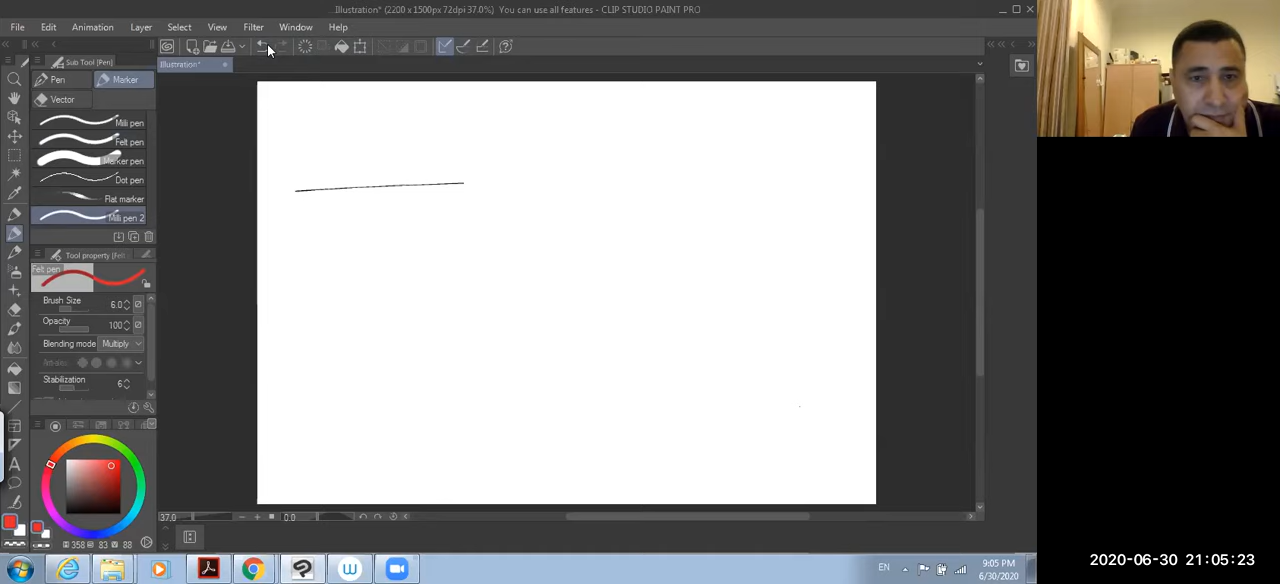 Illustration* (2200 x 1500px 72dpi 37.0%) You can use all features - CLIP STUDIO PAINT PRO
File Edit Animation Layer Select View Filter Window Help
Sub Tool [Pen]
Illustration*
Pen Marker
Vector
Milli pen
Felt pen
Marker pen
Dot pen
Flat marker
Milli pen 2
Tool property [Felt
Felt pen
Brush Size 6.0
Opacity 100
Blending mode Multiply
Stabilization 6
37.0 0.0
358 83 88
EN 9:05 PM
6/30/2020
2020-06-30 21:05:23